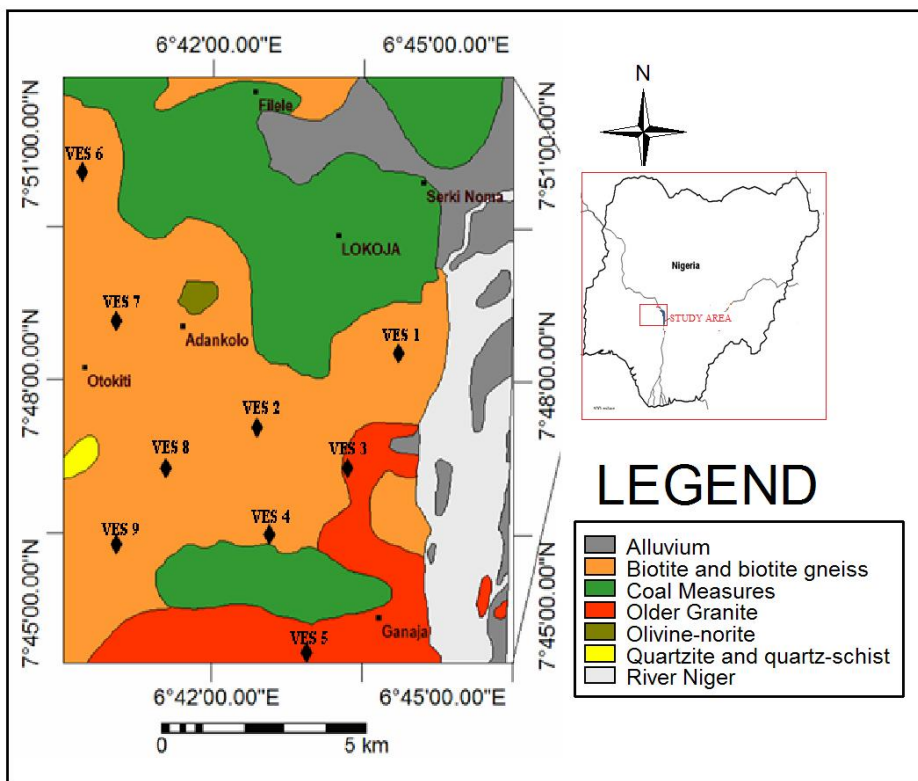 6°42'00.00"E
6°45'00.00"E
7°51'00.00"N
7°48'00.00"N
7°45'00.00"N
7°51'00.00"N
7°48'00.00"N
7°45'00.00"N
Filele
VES 6
Serki Noma
LOKOJA
VES 7
Adankolo
VES 1
Otokiti
VES 2
VES 8
VES 3
VES 9
VES 4
Ganaja
VES 5
6°42'00.00"E
6°45'00.00"E
0
5 km
N
Nigeria
STUDY AREA
LEGEND
Alluvium
Biotite and biotite gneiss
Coal Measures
Older Granite
Olivine-norite
Quartzite and quartz-schist
River Niger